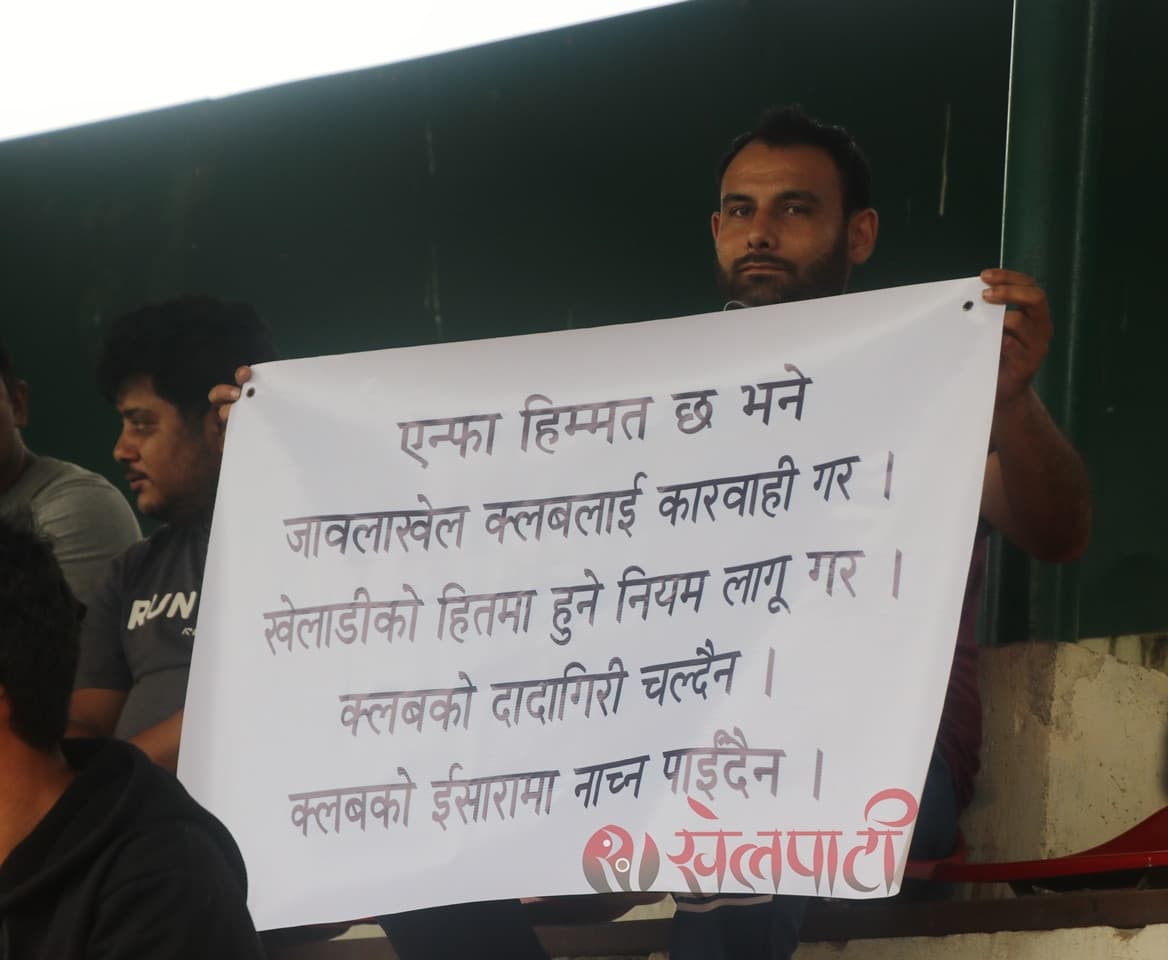 एन्फा हिम्मत छ भने
जावलाखेल क्लबलाई कारवाही गर ।
खेलाडीको हितमा हुने नियम लागू गर ।
क्लबको दादागिरी चल्दैन ।
क्लबको ईसारामा नाच्न पाईंदैन ।
खेलपाटी
RUN